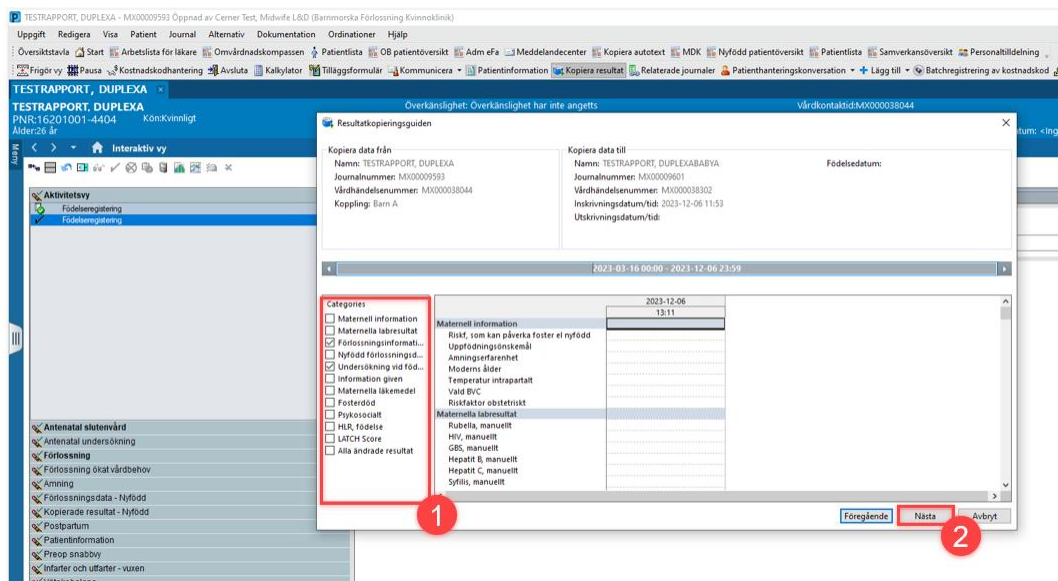 TESTRAPPORT, DUPLEXA - MX00009593 Öppnad av Cerner Test, Midwife L&D (Barnmorska Förlossning Kvinnoklinik)
Uppgift Redigera Visa Patient Journal Alternativ Dokumentation Ordinationer Hjälp
Översiktstavla Start Arbetslista för läkare Omvårdnadskompassen Patientlista OB patientöversikt Adm eFa Meddelandecenter Kopiera autotext MDK Nyfödd patientöversikt Patientlista Samverkansöversikt Personaltilldelning
Frigör vy Pausa Kostnadskodhantering Avsluta Kalkylator Tilläggsformulär Kommunicera Patientinformation Kopiera resultat Relaterade journaler Patienthanteringskonversation Lägg till Batchregistrering av kostnadskod
TESTRAPPORT, DUPLEXA ×
TESTRAPPORT, DUPLEXA Överkänslighet: Överkänslighet har inte angetts Vårdkontaktid:MX000038044
PNR:16201001-4404 Kön:Kvinnligt
Ålder:26 år
tum: <Ing
Meny
Interaktiv vy
Aktivitetsvy
Födelseregistering
Födelseregistering
Antenatal slutenvård
Antenatal undersökning
Förlossning
Förlossning ökat vårdbehov
Amning
Förlossningsdata - Nyfödd
Kopierade resultat - Nyfödd
Postpartum
Patientinformation
Preop snabbvy
Infarter och utfarter - vuxen
Resultatkopieringsguiden
Kopiera data från
Namn: TESTRAPPORT, DUPLEXA
Journalnummer: MX00009593
Vårdhändelsenummer: MX000038044
Koppling: Barn A
Kopiera data till
Namn: TESTRAPPORT, DUPLEXABABYA
Födelsedatum:
Journalnummer: MX00009601
Vårdhändelsenummer: MX000038302
Inskrivningsdatum/tid: 2023-12-06 11:53
Utskrivningsdatum/tid:
2023-03-16 00:00 - 2023-12-06 23:59
Categories
Maternell information
Maternella labresultat
Förlossningsinformati...
Nyfödd förlossningsd...
Undersökning vid föd...
Information given
Maternella läkemedel
Fosterdöd
Psykosocialt
HLR, födelse
LATCH Score
Alla ändrade resultat
2023-12-06
13:11
Maternell information
Riskf, som kan påverka foster el nyfödd
Uppfödningsönskemål
Amningserfarenhet
Moderns ålder
Temperatur intrapartalt
Vald BVC
Riskfaktor obstetriskt
Maternella labresultat
Rubella, manuellt
HIV, manuellt
GBS, manuellt
Hepatit B, manuellt
Hepatit C, manuellt
Syfilis, manuellt
1
Föregående Nästa Avbryt
2